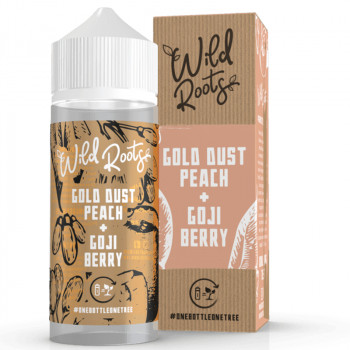 Wild
Roots
GOLD DUST
PEACH
+
GOJI
BERRY
#ONEBOTTLEONETREE
Wild
Roots
GOLD DUST
PEACH
+
GOJI
BERRY
#ONEBOTTLEONETREE